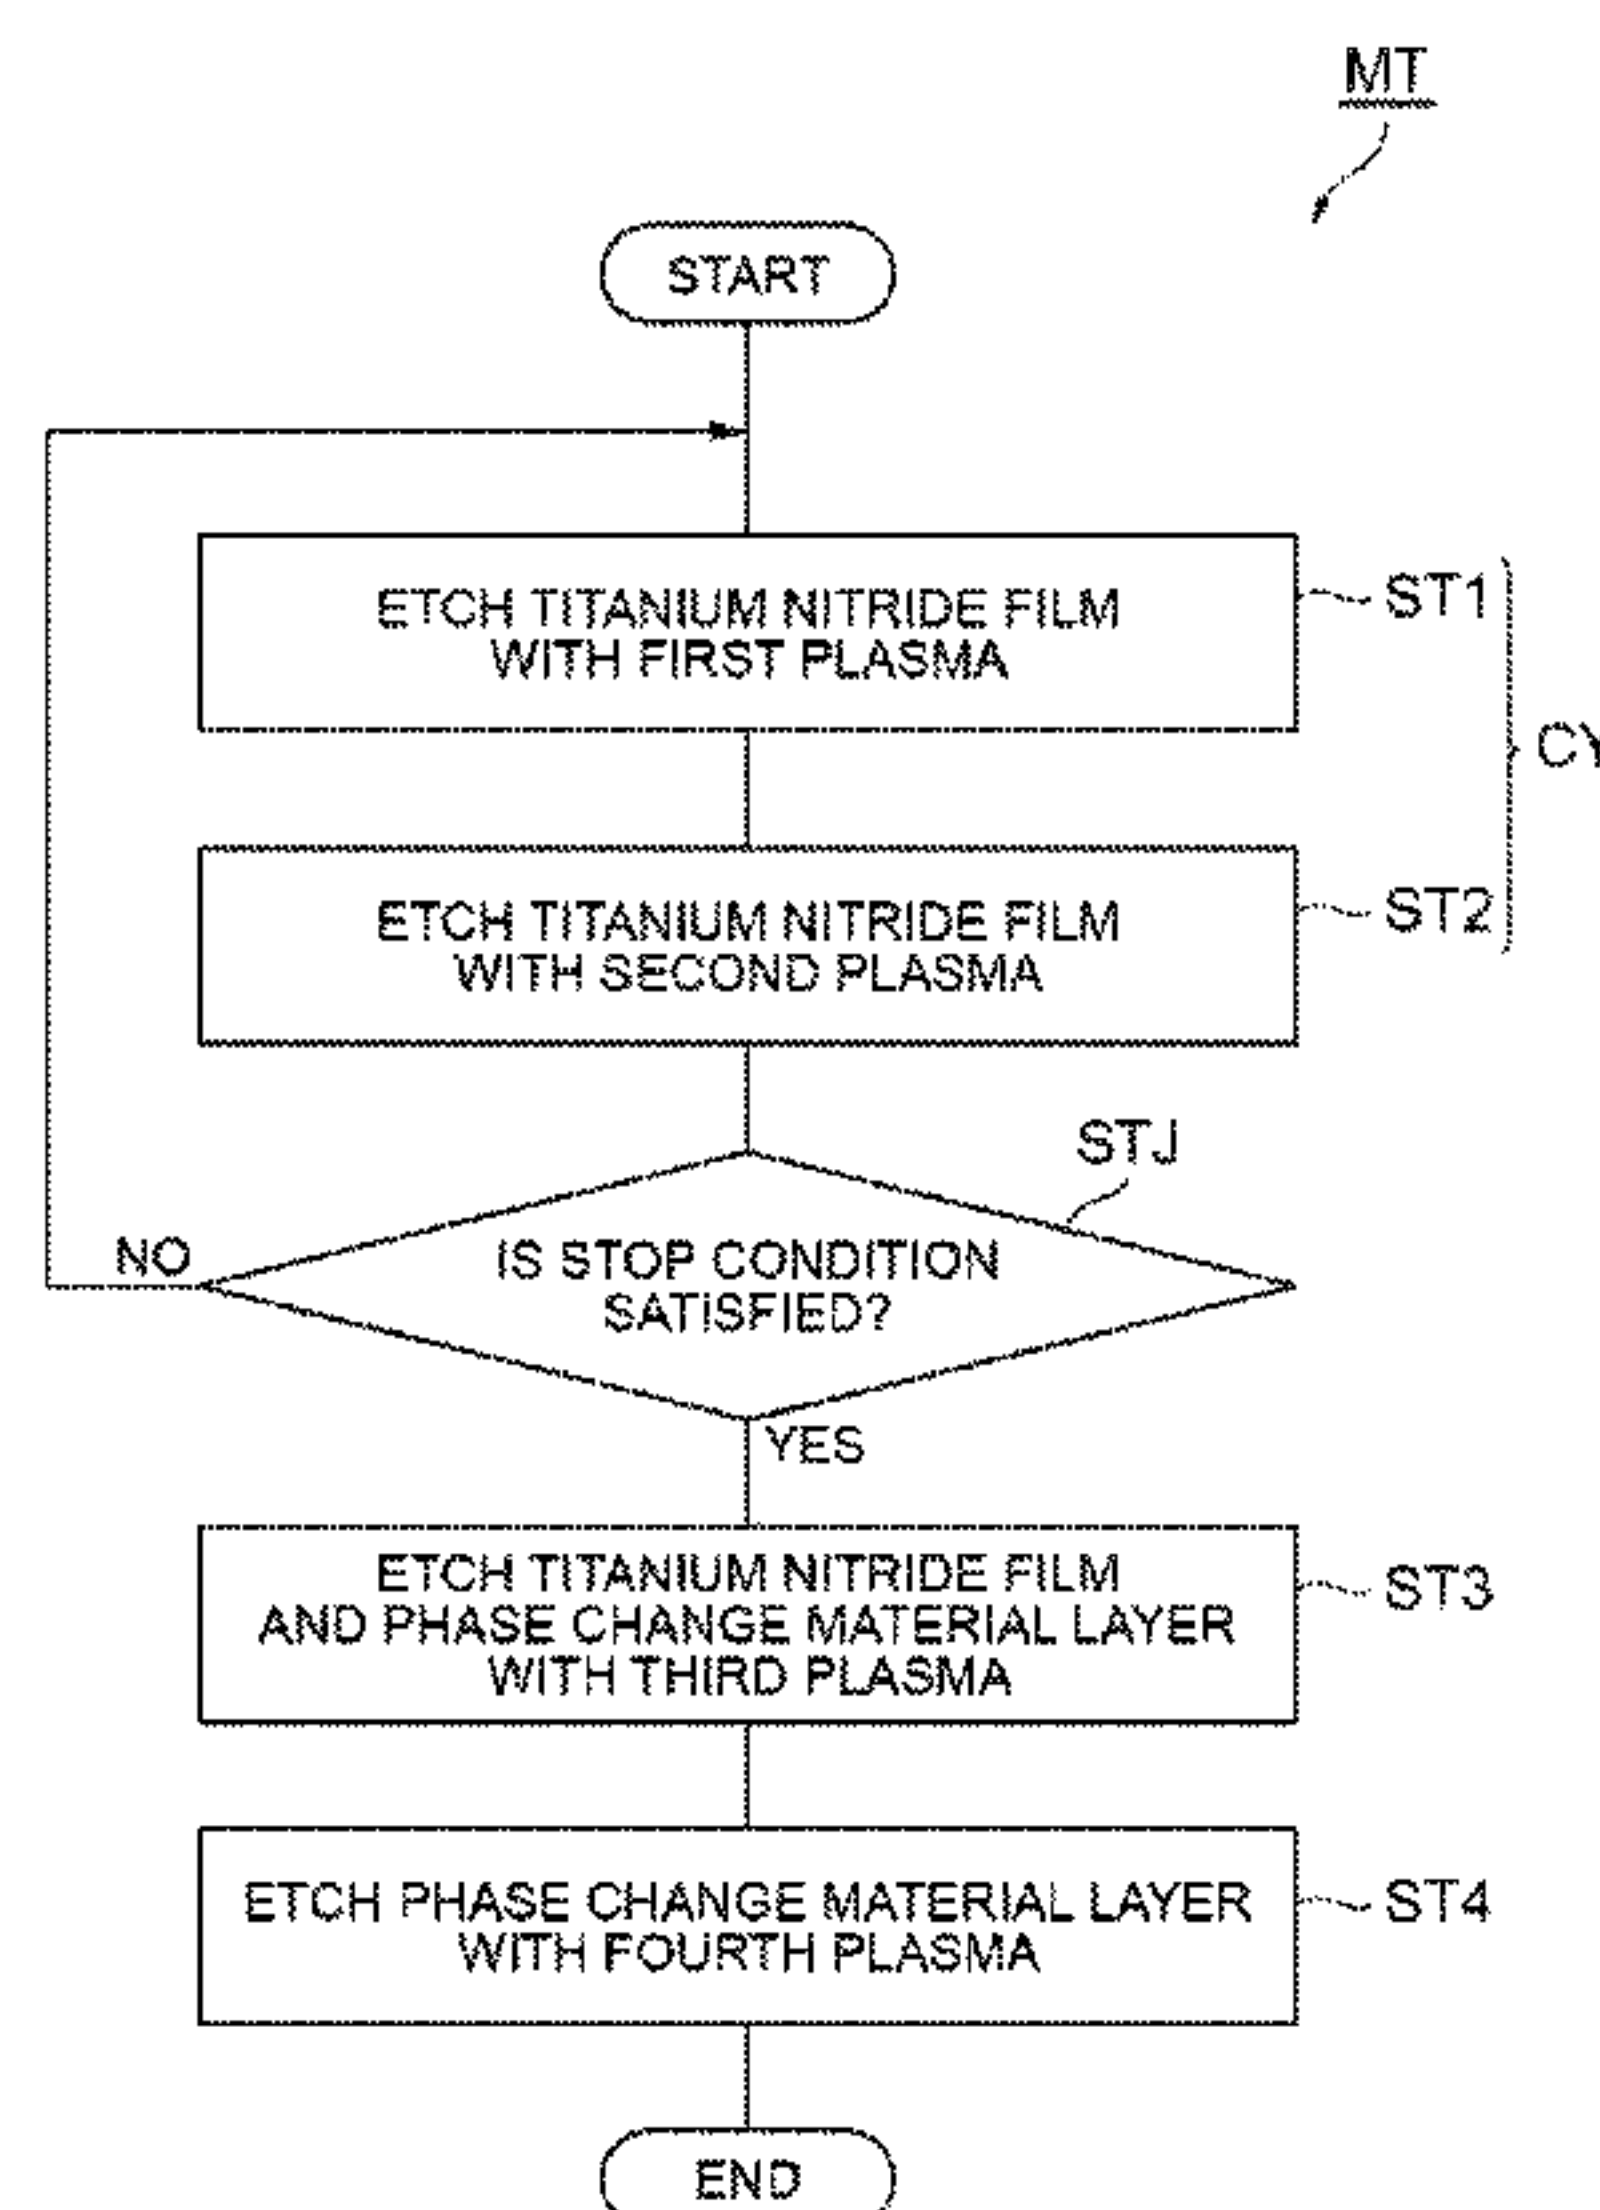 MT
START
ETCH TITANIUM NITRIDE FILM
WITH FIRST PLASMA
ST1
CY
ETCH TITANIUM NITRIDE FILM
WITH SECOND PLASMA
ST2
STJ
IS STOP CONDITION
SATISFIED?
NO
YES
ETCH TITANIUM NITRIDE FILM
AND PHASE CHANGE MATERIAL LAYER
WITH THIRD PLASMA
ST3
ETCH PHASE CHANGE MATERIAL LAYER
WITH FOURTH PLASMA
ST4
END